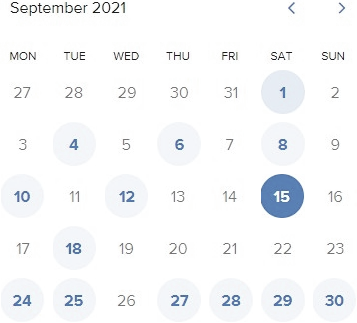 September 2021
MON TUE WED THU FRI SAT SUN
27 28 29 30 31 1 2
3 4 5 6 7 8 9
10 11 12 13 14 15 16
17 18 19 20 21 22 23
24 25 26 27 28 29 30